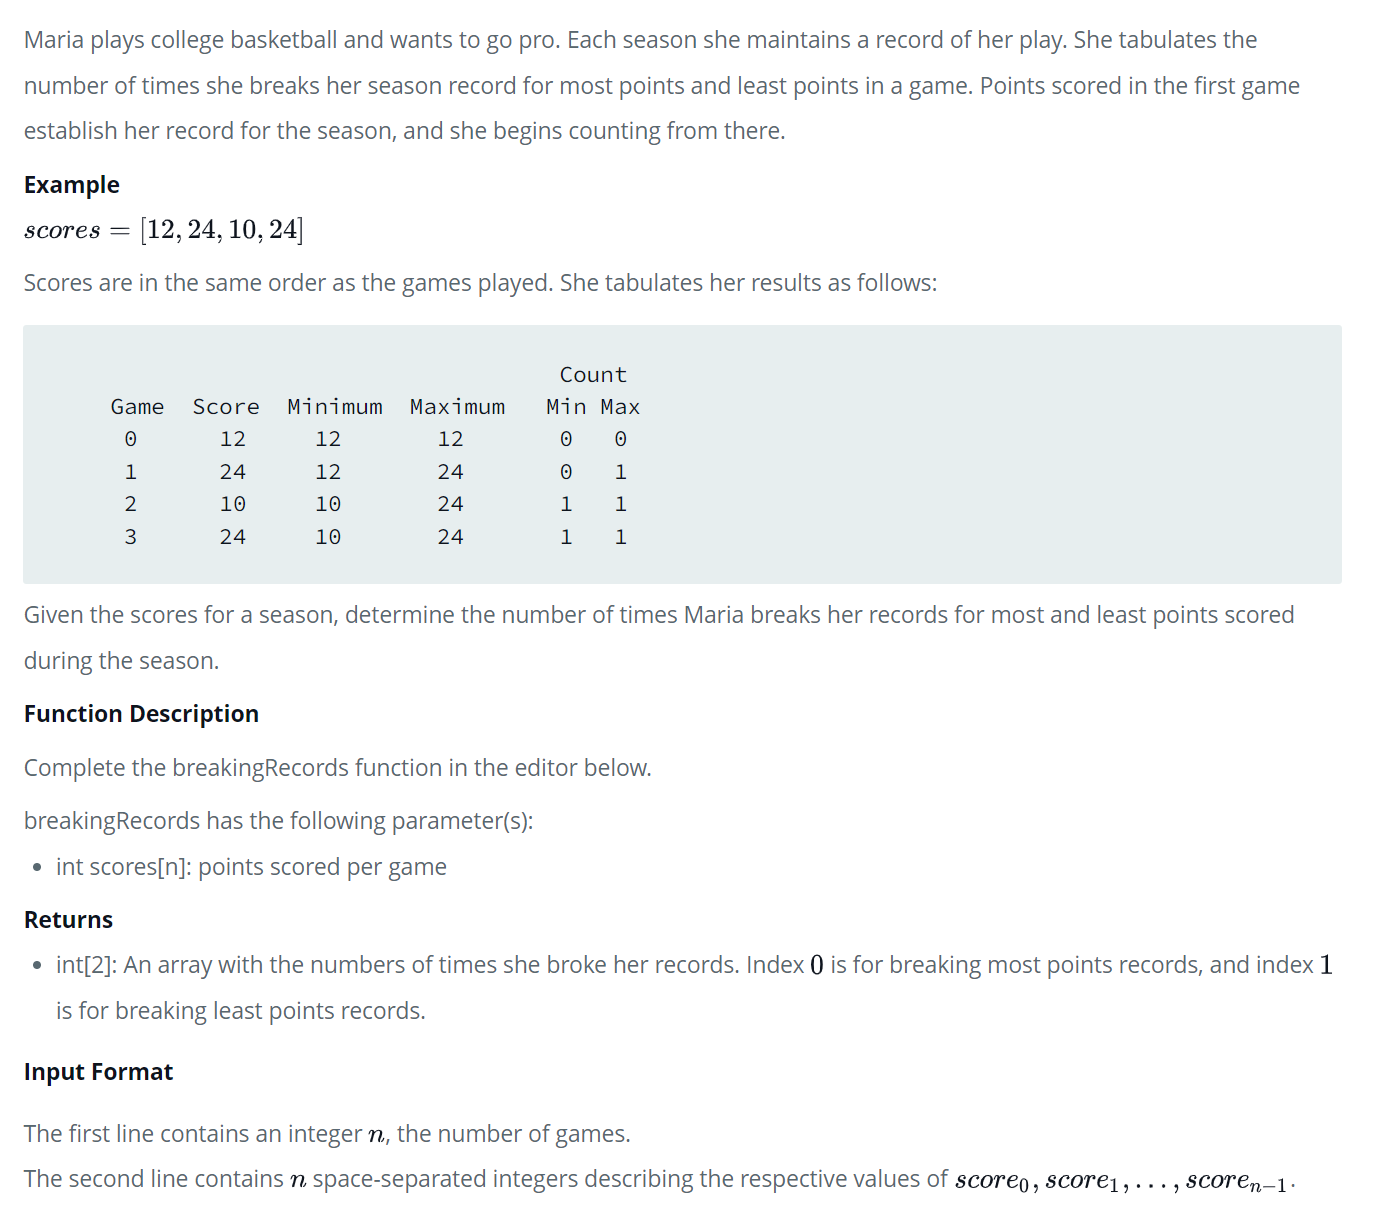 Maria plays college basketball and wants to go pro. Each season she maintains a record of her play. She tabulates the
number of times she breaks her season record for most points and least points in a game. Points scored in the first game
establish her record for the season, and she begins counting from there.
Example
scores = [12, 24, 10, 24]
Scores are in the same order as the games played. She tabulates her results as follows:
Count
Game Score Minimum Maximum Min Max
0 12 12 12 0 0
1 24 12 24 0 1
2 10 10 24 1 1
3 24 10 24 1 1
Given the scores for a season, determine the number of times Maria breaks her records for most and least points scored
during the season.
Function Description
Complete the breakingRecords function in the editor below.
breakingRecords has the following parameter(s):
• int scores[n]: points scored per game
Returns
• int[2]: An array with the numbers of times she broke her records. Index 0 is for breaking most points records, and index 1
is for breaking least points records.
Input Format
The first line contains an integer n, the number of games.
The second line contains n space-separated integers describing the respective values of score₀, score₁, . . . , scoreₙ₋₁.